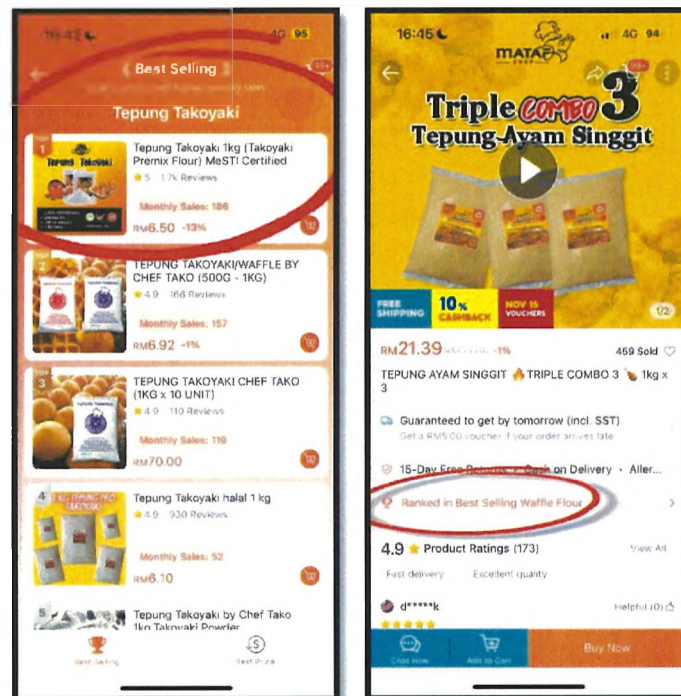 16:43
4G 95
Best Selling
99+
Tepung Takoyaki
1
TEPUNG TAKOYAKI
Tepung Takoyaki 1kg (Takoyaki
Premix Flour) MeSTI Certified
5 1.7k Reviews
Monthly Sales: 186
RM6.50 -13%
2
TEPUNG TAKOYAKI/WAFFLE BY
CHEF TAKO (500G - 1KG)
4.9 166 Reviews
Monthly Sales: 157
RM6.92 -1%
3
TEPUNG TAKOYAKI CHEF TAKO
(1KG x 10 UNIT)
4.9 110 Reviews
Monthly Sales: 119
RM70.00
4
1 KG TEPUNG PRO
TAKOYAKI
Tepung Takoyaki halal 1 kg
4.9 930 Reviews
Monthly Sales: 52
RM6.10
5
Tepung Takoyaki by Chef Tako
1kg Takoyaki Powder
Best Selling
Best Price
16:45
4G 94
MATAF
SHOP
99+
Triple COMBO 3
Tepung Ayam Singgit
FREE
SHIPPING
10%
CASHBACK
NOV 15
VOUCHERS
1/2
RM21.39
-1%
459 Sold
TEPUNG AYAM SINGGIT 🔥 TRIPLE COMBO 3 🍗 1kg x
3
Guaranteed to get by tomorrow (incl. SST)
Get a RM5.00 voucher if your order arrives late
15-Day Free Returns • Cash on Delivery • Aller...
Ranked in Best Selling Waffle Flour
4.9 Product Ratings (173)
View All
Fast delivery
Excellent quality
d*****k
Helpful (0)
Chat Now
Add to Cart
Buy Now